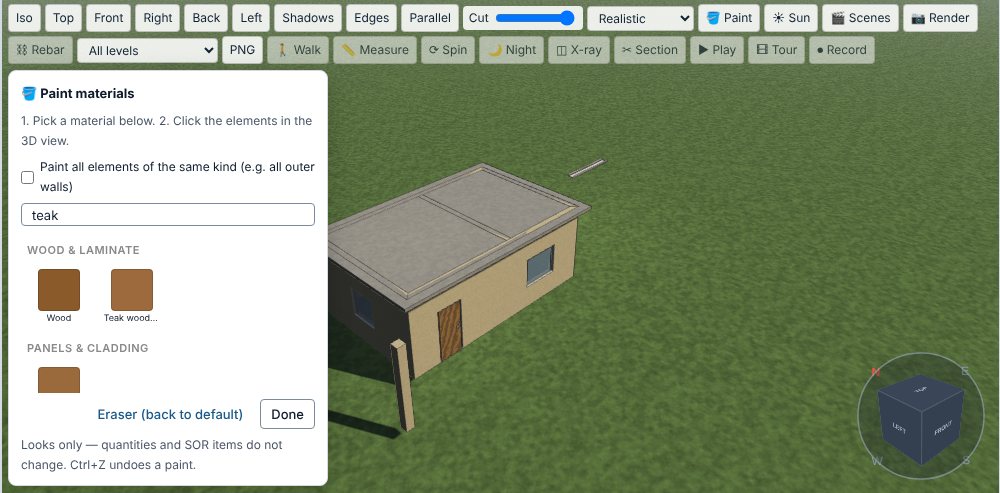 Iso Top Front Right Back Left Shadows Edges Parallel Cut Realistic Paint Sun Scenes Render
Rebar All levels PNG Walk Measure Spin Night X-ray Section Play Tour Record
Paint materials
1. Pick a material below. 2. Click the elements in the
3D view.
Paint all elements of the same kind (e.g. all outer
walls)
teak
WOOD & LAMINATE
Wood Teak wood...
PANELS & CLADDING
Eraser (back to default) Done
Looks only — quantities and SOR items do not
change. Ctrl+Z undoes a paint.
N E
TOP
LEFT FRONT
W S